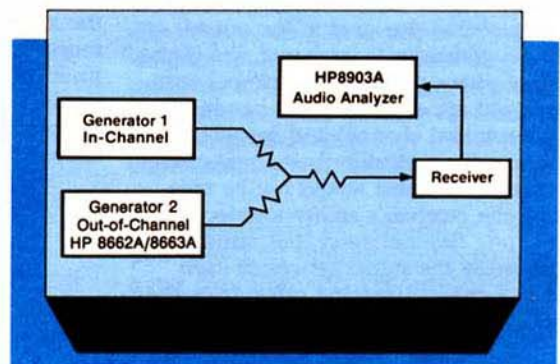 HP8903A
Audio Analyzer
Generator 1
In-Channel
Receiver
Generator 2
Out-of-Channel
HP 8662A/8663A